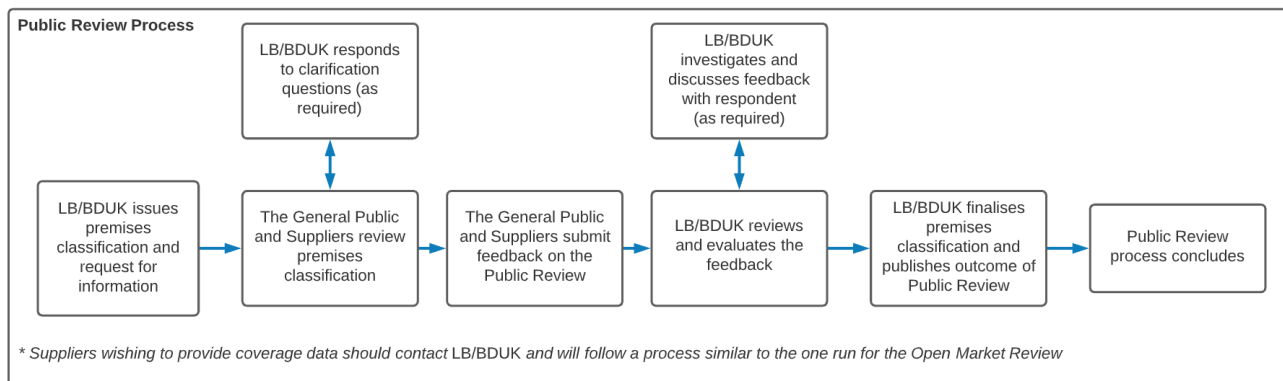 Public Review Process
LB/BDUK responds
to clarification
questions (as
required)
LB/BDUK
investigates and
discusses feedback
with respondent
(as required)
LB/BDUK issues
premises
classification and
request for
information
The General Public
and Suppliers review
premises
classification
The General Public
and Suppliers submit
feedback on the
Public Review
LB/BDUK reviews
and evaluates the
feedback
LB/BDUK finalises
premises
classification and
publishes outcome of
Public Review
Public Review
process concludes
* Suppliers wishing to provide coverage data should contact LB/BDUK and will follow a process similar to the one run for the Open Market Review